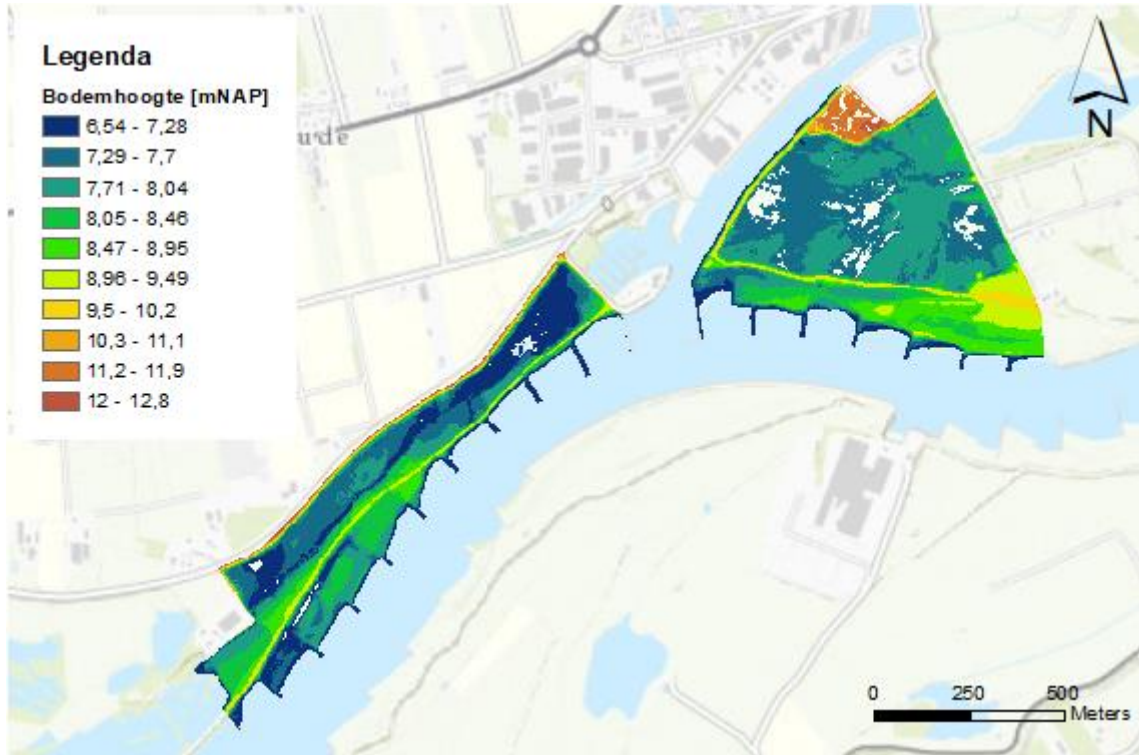 Legenda
Bodemhoogte [mNAP]
6,54 - 7,28
7,29 - 7,7
7,71 - 8,04
8,05 - 8,46
8,47 - 8,95
8,96 - 9,49
9,5 - 10,2
10,3 - 11,1
11,2 - 11,9
12 - 12,8
ude
N
0 250 500
Meters